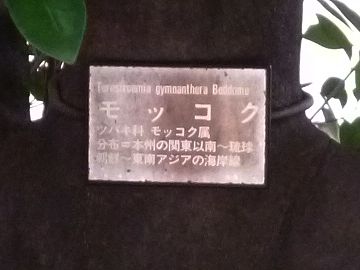 Ternstroemia gymnanthera Beddome
モッコク
ツバキ科 モッコク属
分布=本州の関東以南~琉球
朝鮮~東南アジアの海岸線